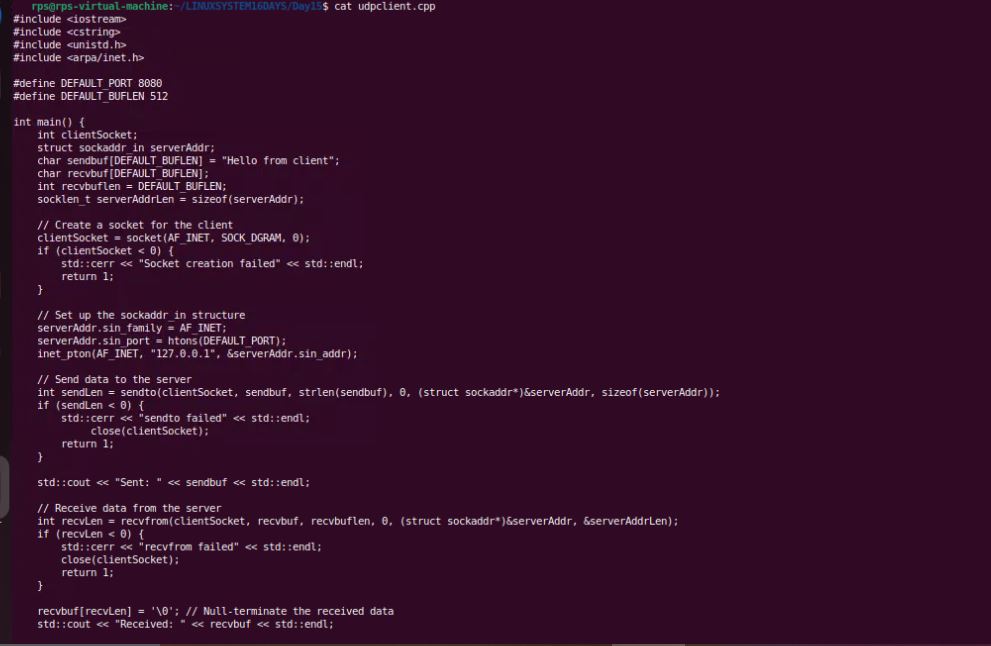 rps@rps-virtual-machine:~/LINUXSYSTEM16DAYS/Day15$ cat udpclient.cpp
#include <iostream>
#include <cstring>
#include <unistd.h>
#include <arpa/inet.h>

#define DEFAULT_PORT 8080
#define DEFAULT_BUFLEN 512

int main() {
    int clientSocket;
    struct sockaddr_in serverAddr;
    char sendbuf[DEFAULT_BUFLEN] = "Hello from client";
    char recvbuf[DEFAULT_BUFLEN];
    int recvbuflen = DEFAULT_BUFLEN;
    socklen_t serverAddrLen = sizeof(serverAddr);

    // Create a socket for the client
    clientSocket = socket(AF_INET, SOCK_DGRAM, 0);
    if (clientSocket < 0) {
        std::cerr << "Socket creation failed" << std::endl;
        return 1;
    }

    // Set up the sockaddr_in structure
    serverAddr.sin_family = AF_INET;
    serverAddr.sin_port = htons(DEFAULT_PORT);
    inet_pton(AF_INET, "127.0.0.1", &serverAddr.sin_addr);

    // Send data to the server
    int sendLen = sendto(clientSocket, sendbuf, strlen(sendbuf), 0, (struct sockaddr*)&serverAddr, sizeof(serverAddr));
    if (sendLen < 0) {
        std::cerr << "sendto failed" << std::endl;
             close(clientSocket);
        return 1;
    }

    std::cout << "Sent: " << sendbuf << std::endl;

    // Receive data from the server
    int recvLen = recvfrom(clientSocket, recvbuf, recvbuflen, 0, (struct sockaddr*)&serverAddr, &serverAddrLen);
    if (recvLen < 0) {
        std::cerr << "recvfrom failed" << std::endl;
        close(clientSocket);
        return 1;
    }

    recvbuf[recvLen] = '\0'; // Null-terminate the received data
    std::cout << "Received: " << recvbuf << std::endl;